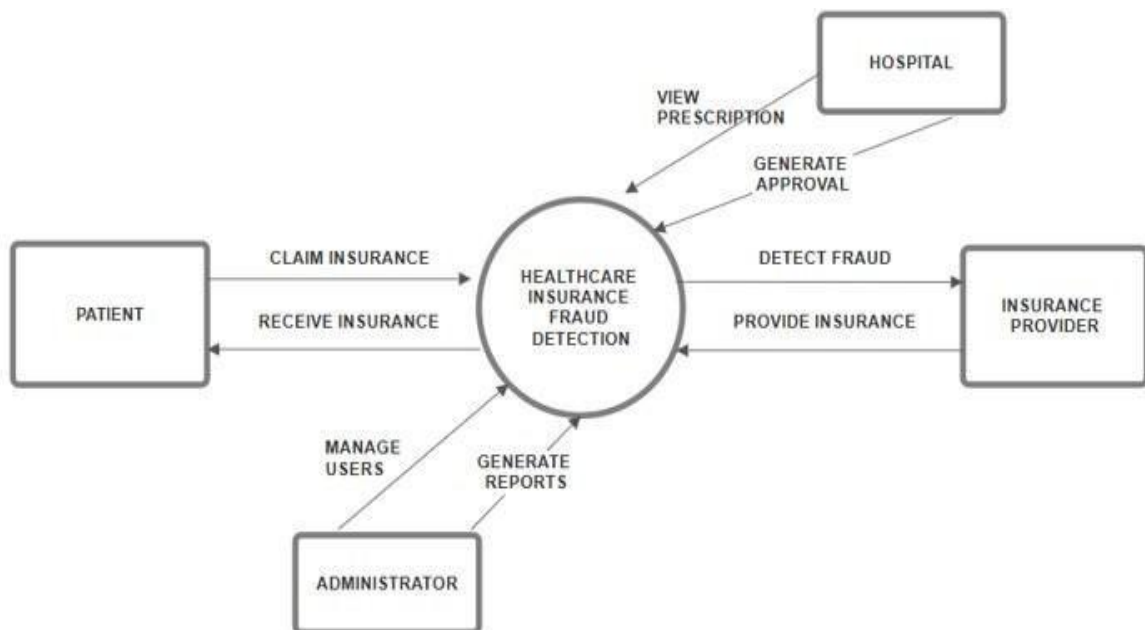 HOSPITAL
VIEW
PRESCRIPTION
GENERATE
APPROVAL
CLAIM INSURANCE
DETECT FRAUD
HEALTHCARE
INSURANCE
FRAUD
DETECTION
PATIENT
INSURANCE
PROVIDER
RECEIVE INSURANCE
PROVIDE INSURANCE
MANAGE
USERS
GENERATE
REPORTS
ADMINISTRATOR